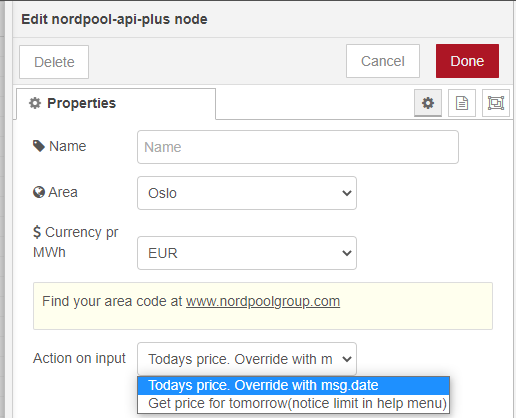 Edit nordpool-api-plus node
Delete
Cancel
Done
Properties
Name
Name
Area
Oslo
$ Currency pr
MWh
EUR
Find your area code at www.nordpoolgroup.com
Action on input
Todays price. Override with m
Todays price. Override with msg.date
Get price for tomorrow(notice limit in help menu)